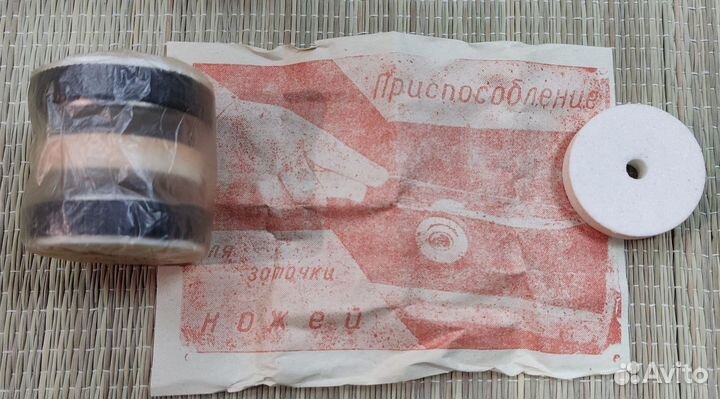 Приспособление
для
заточки
ножей
Avito